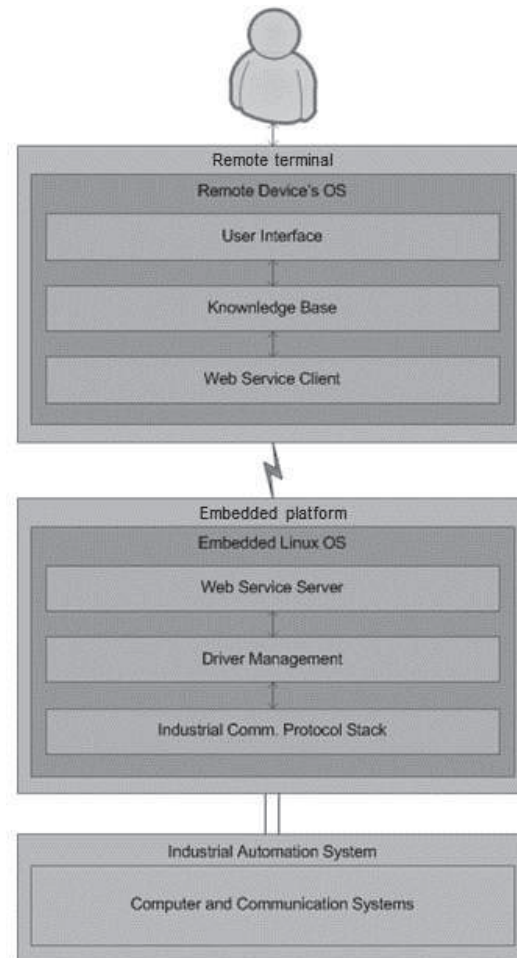 Remote terminal
Remote Device's OS
User Interface
Knownledge Base
Web Service Client
Embedded platform
Embedded Linux OS
Web Service Server
Driver Management
Industrial Comm. Protocol Stack
Industrial Automation System
Computer and Communication Systems